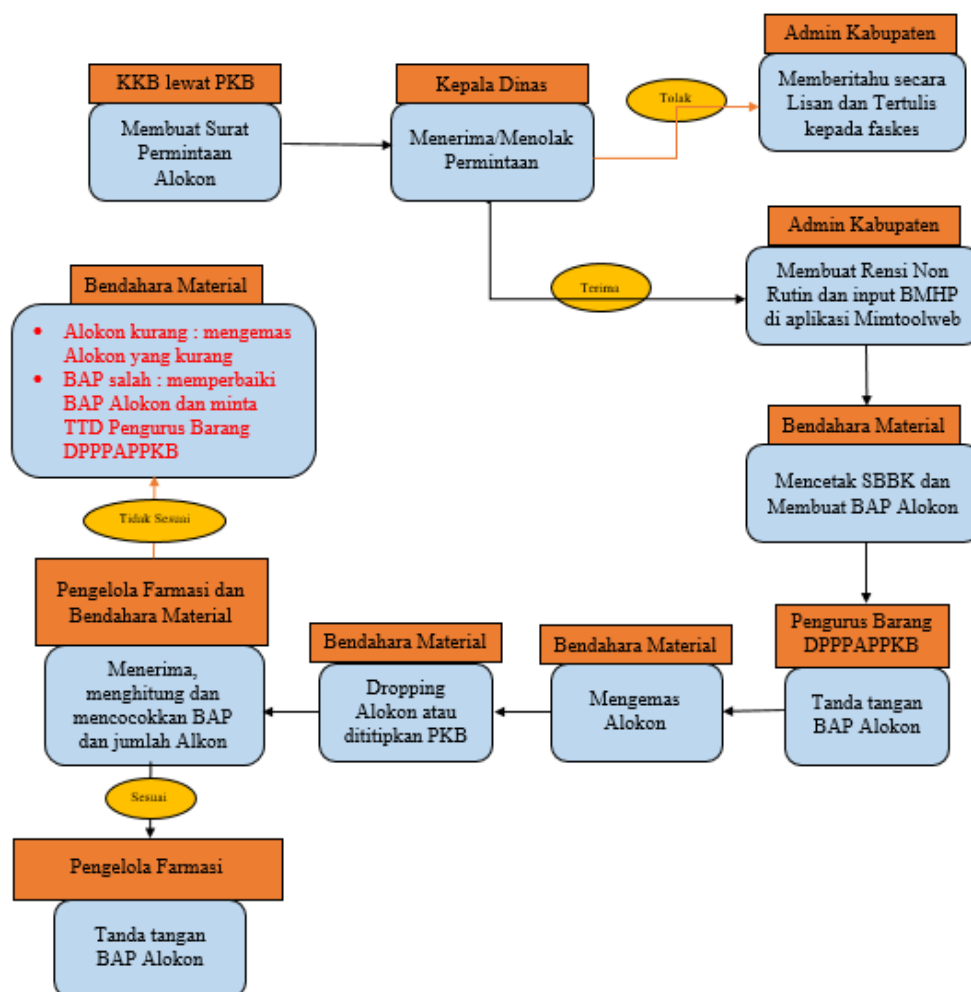 KKB lewat PKB
Membuat Surat
Permintaan
Alokon
Kepala Dinas
Menerima/Menolak
Permintaan
Tolak
Admin Kabupaten
Memberitahu secara
Lisan dan Tertulis
kepada faskes
Terima
Admin Kabupaten
Membuat Rensi Non
Rutin dan input BMHP
di aplikasi Mimtoolweb
Bendahara Material
Mencetak SBBK dan
Membuat BAP Alokon
Pengurus Barang
DPPPAPPKB
Tanda tangan
BAP Alokon
Bendahara Material
Mengemas
Alokon
Bendahara Material
Dropping
Alokon atau
dititipkan PKB
Pengelola Farmasi dan
Bendahara Material
Menerima,
menghitung dan
mencocokkan BAP
dan jumlah Alkon
Tidak Sesuai
Bendahara Material
• Alokon kurang : mengemas
Alokon yang kurang
• BAP salah : memperbaiki
BAP Alokon dan minta
TTD Pengurus Barang
DPPPAPPKB
Sesuai
Pengelola Farmasi
Tanda tangan
BAP Alokon